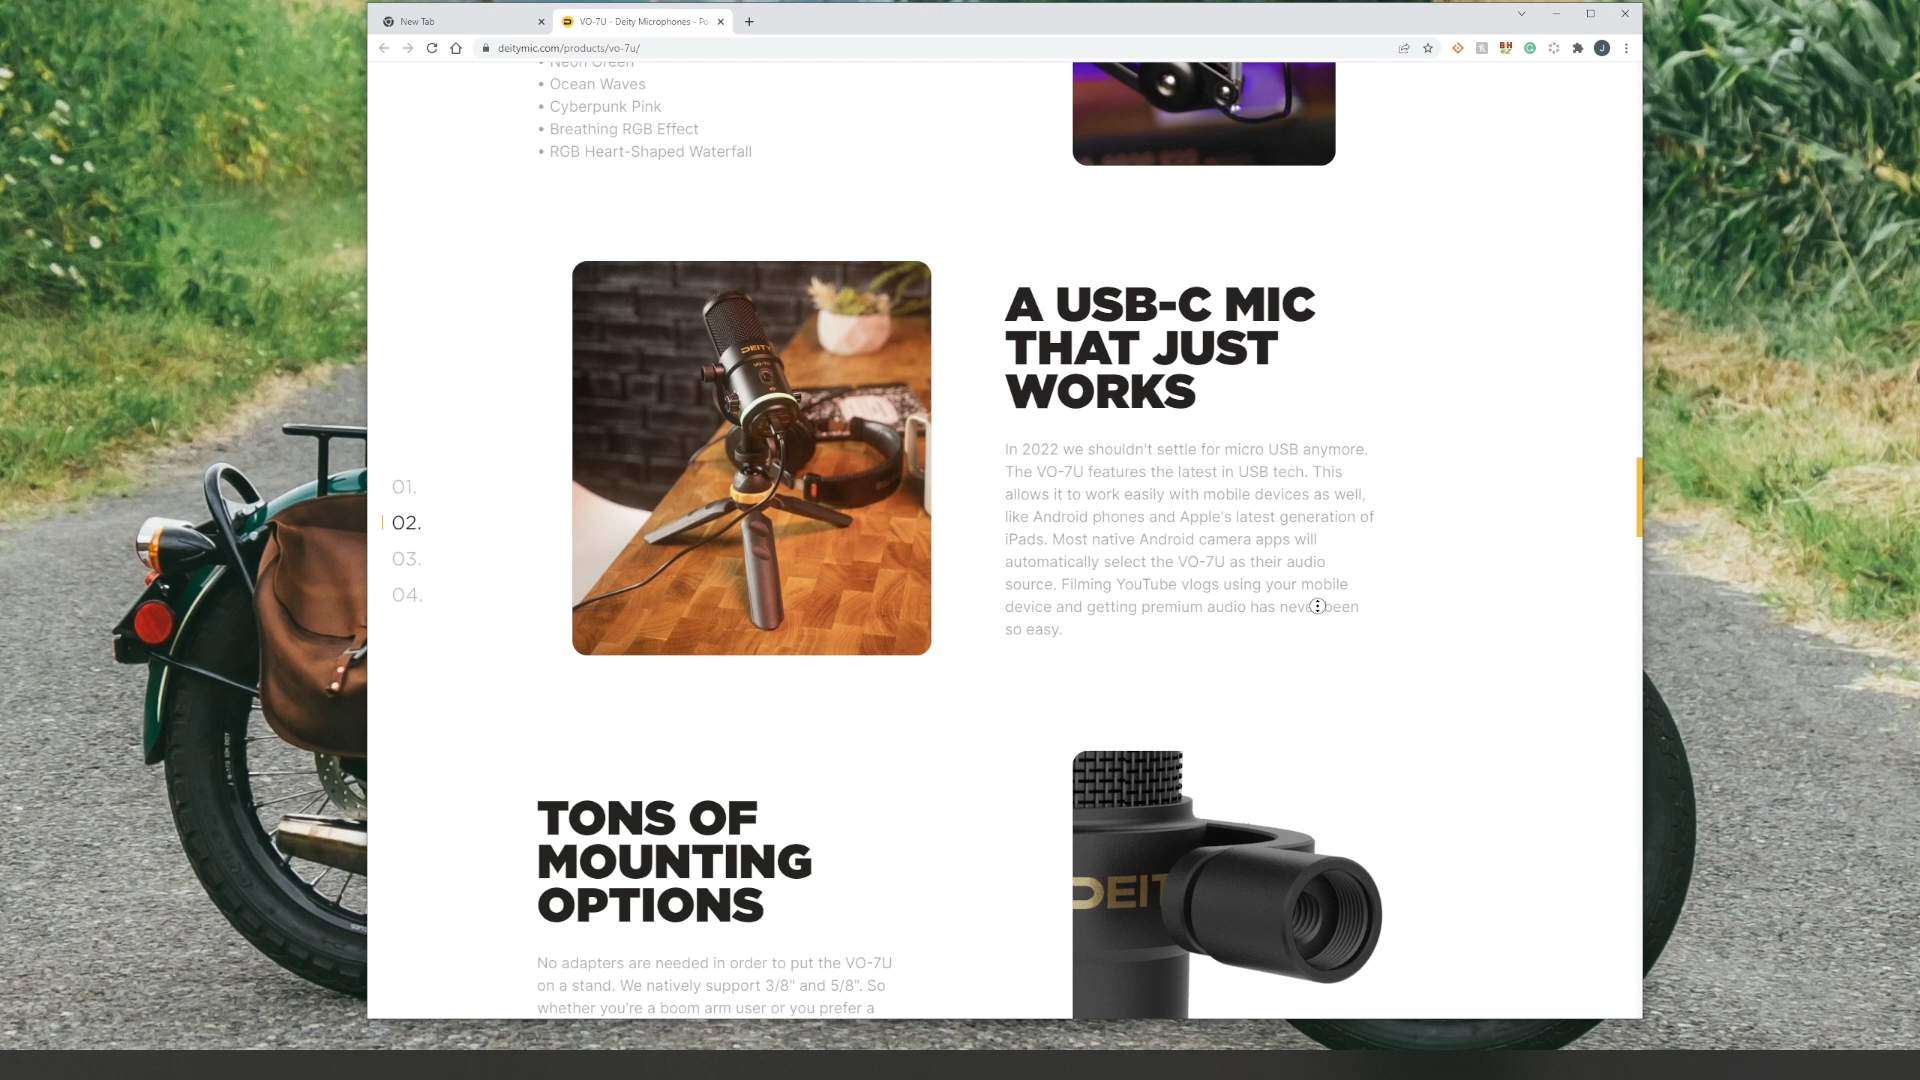 New Tab
VO-7U - Deity Microphones - Po
deitymic.com/products/vo-7u/
• Neon Green
• Ocean Waves
• Cyberpunk Pink
• Breathing RGB Effect
• RGB Heart-Shaped Waterfall
A USB-C MIC
THAT JUST
WORKS
In 2022 we shouldn't settle for micro USB anymore.
The VO-7U features the latest in USB tech. This
allows it to work easily with mobile devices as well,
like Android phones and Apple's latest generation of
iPads. Most native Android camera apps will
automatically select the VO-7U as their audio
source. Filming YouTube vlogs using your mobile
device and getting premium audio has never been
so easy.
DEITY
VO-7U
01.
02.
03.
04.
TONS OF
MOUNTING
OPTIONS
No adapters are needed in order to put the VO-7U
on a stand. We natively support 3/8" and 5/8". So
whether you're a boom arm user or you prefer a
DEIT
J